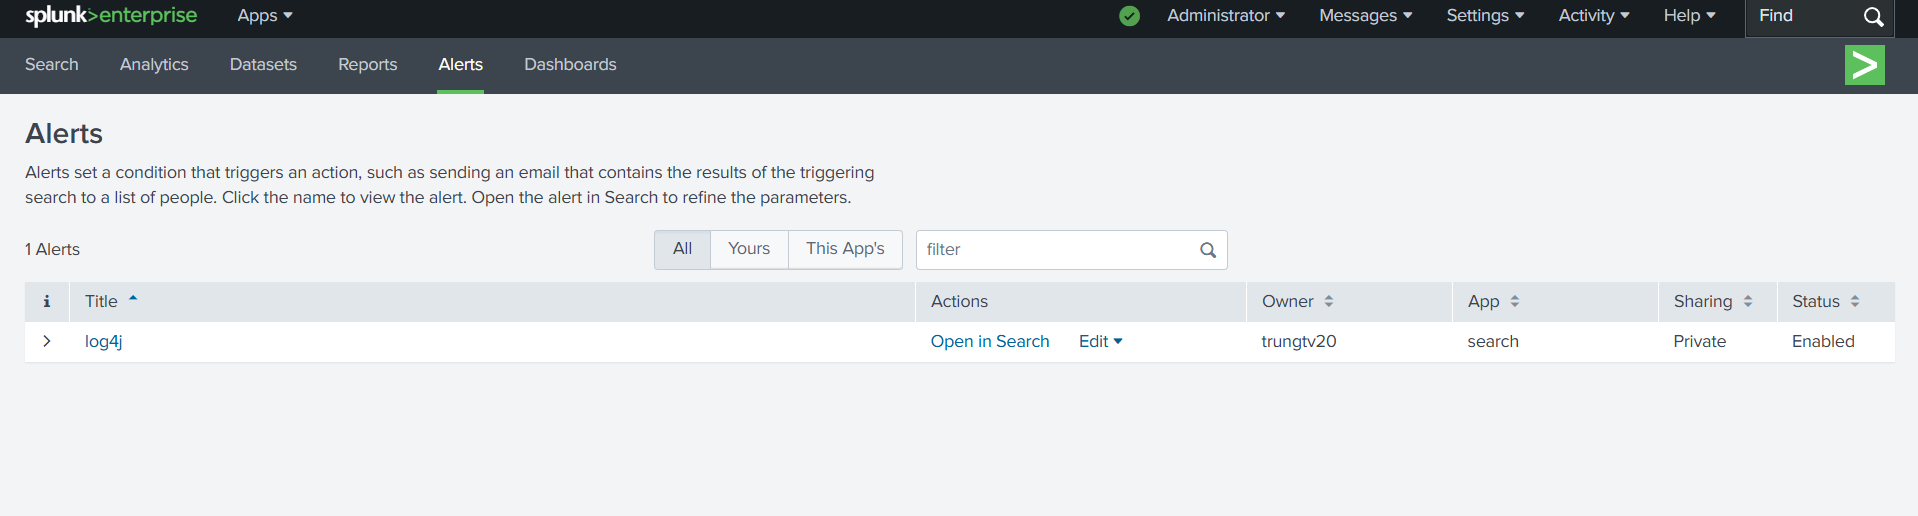 splunk>enterprise Apps Administrator Messages Settings Activity Help Find
Search Analytics Datasets Reports Alerts Dashboards >
Alerts
Alerts set a condition that triggers an action, such as sending an email that contains the results of the triggering
search to a list of people. Click the name to view the alert. Open the alert in Search to refine the parameters.
1 Alerts All Yours This App's filter
i Title Actions Owner App Sharing Status
> log4j Open in Search Edit trungtv20 search Private Enabled